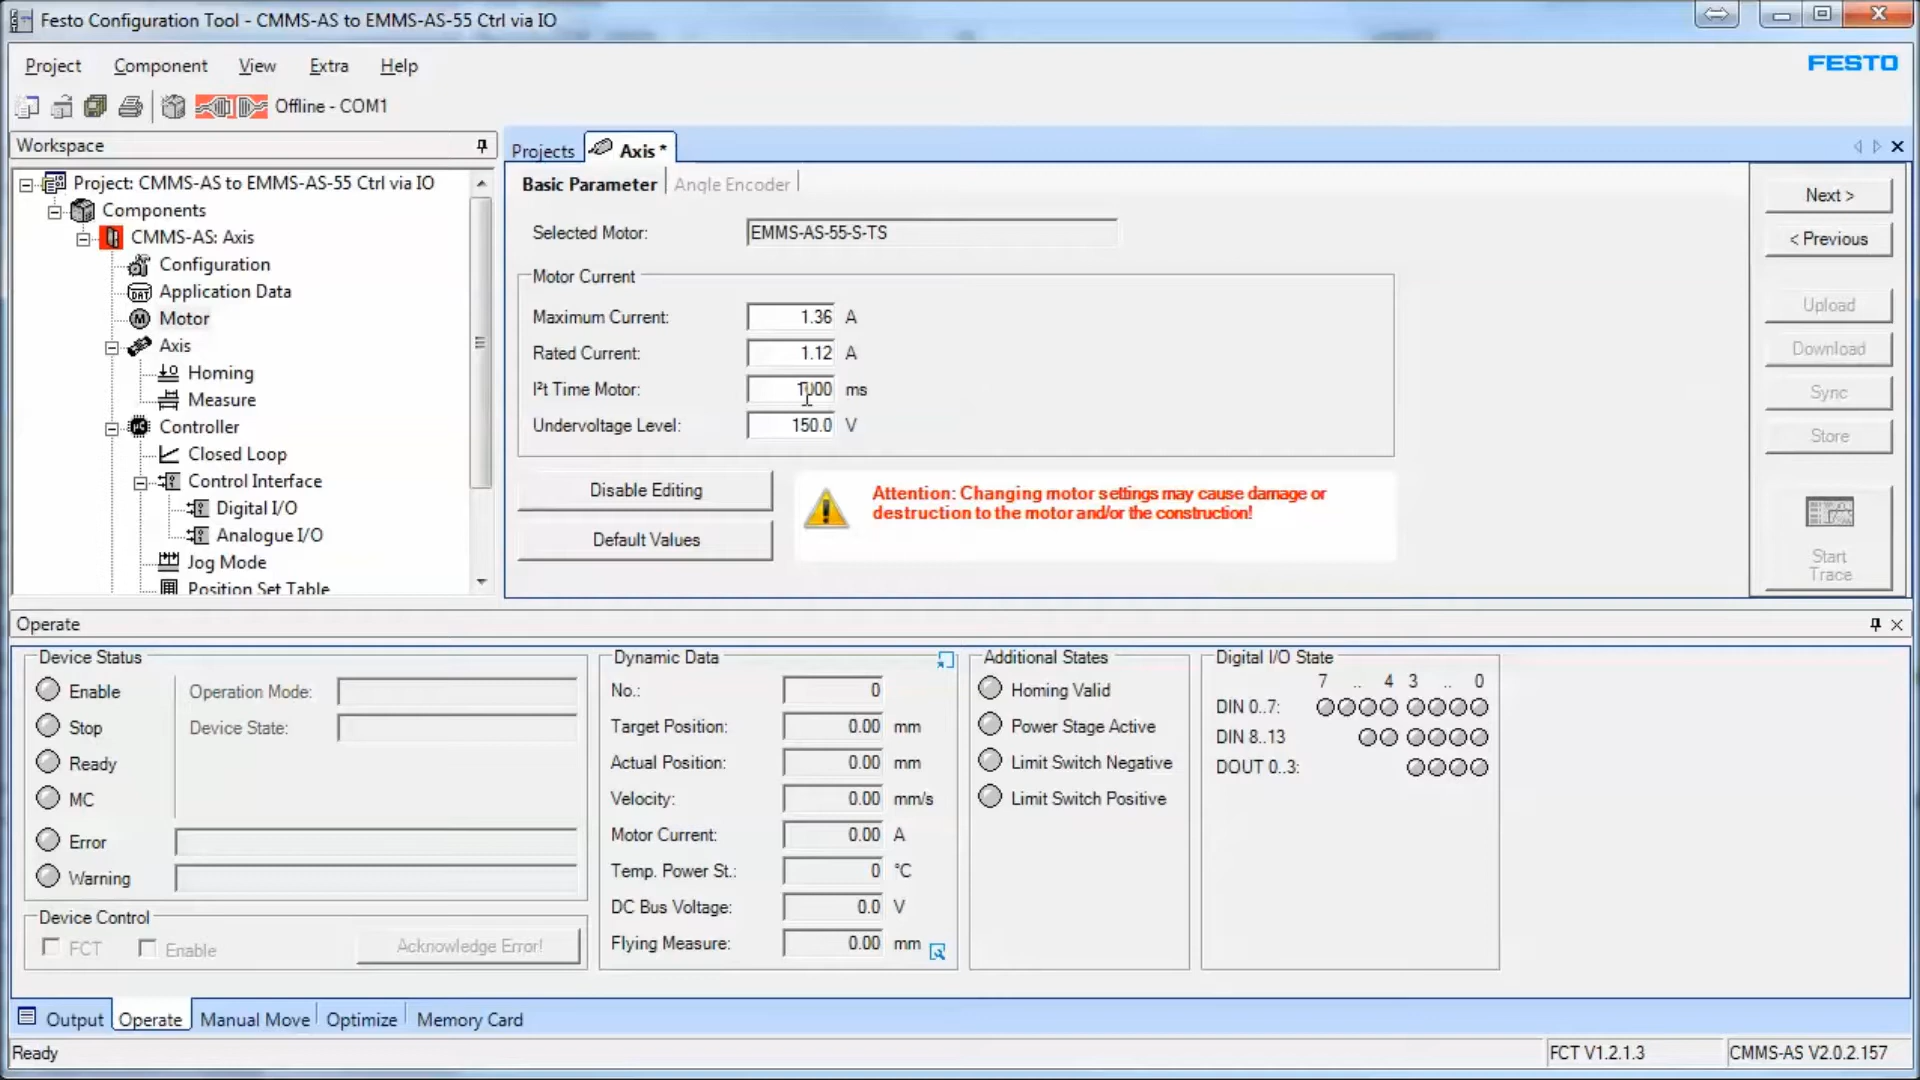 Festo Configuration Tool - CMMS-AS to EMMS-AS-55 Ctrl via IO
Project Component View Extra Help
FESTO
Offline - COM1
Workspace
Projects Axis *
Project: CMMS-AS to EMMS-AS-55 Ctrl via IO
Components
CMMS-AS: Axis
Configuration
DAT Application Data
M Motor
Axis
Homing
Measure
Controller
Closed Loop
Control Interface
Digital I/O
Analogue I/O
Jog Mode
Position Set Table
Basic Parameter Angle Encoder
Selected Motor: EMMS-AS-55-S-TS
Motor Current
Maximum Current: 1.36 A
Rated Current: 1.12 A
I²t Time Motor: 1000 ms
Undervoltage Level: 150.0 V
Disable Editing
Default Values
Attention: Changing motor settings may cause damage or
destruction to the motor and/or the construction!
Next >
< Previous
Upload
Download
Sync
Store
Start
Trace
Operate
Device Status
Enable
Stop
Ready
MC
Error
Warning
Operation Mode:
Device State:
Device Control
FCT Enable Acknowledge Error!
Dynamic Data
No.: 0
Target Position: 0.00 mm
Actual Position: 0.00 mm
Velocity: 0.00 mm/s
Motor Current: 0.00 A
Temp. Power St.: 0 °C
DC Bus Voltage: 0.0 V
Flying Measure: 0.00 mm
Additional States
Homing Valid
Power Stage Active
Limit Switch Negative
Limit Switch Positive
Digital I/O State
7 .. 4 3 .. 0
DIN 0..7:
DIN 8..13
DOUT 0..3:
Output Operate Manual Move Optimize Memory Card
Ready FCT V1.2.1.3 CMMS-AS V2.0.2.157